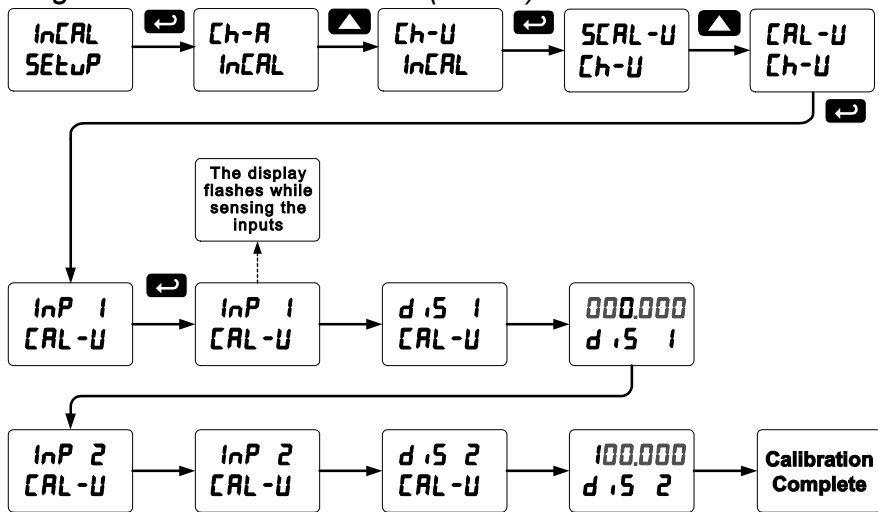 InCAL
SEtuP
Ch-A
InCAL
Ch-U
InCAL
SCAL-U
Ch-U
CAL-U
Ch-U
The display
flashes while
sensing the
inputs
InP 1
CAL-U
InP 1
CAL-U
diS 1
CAL-U
000.000
diS 1
InP 2
CAL-U
InP 2
CAL-U
diS 2
CAL-U
100.000
diS 2
Calibration
Complete